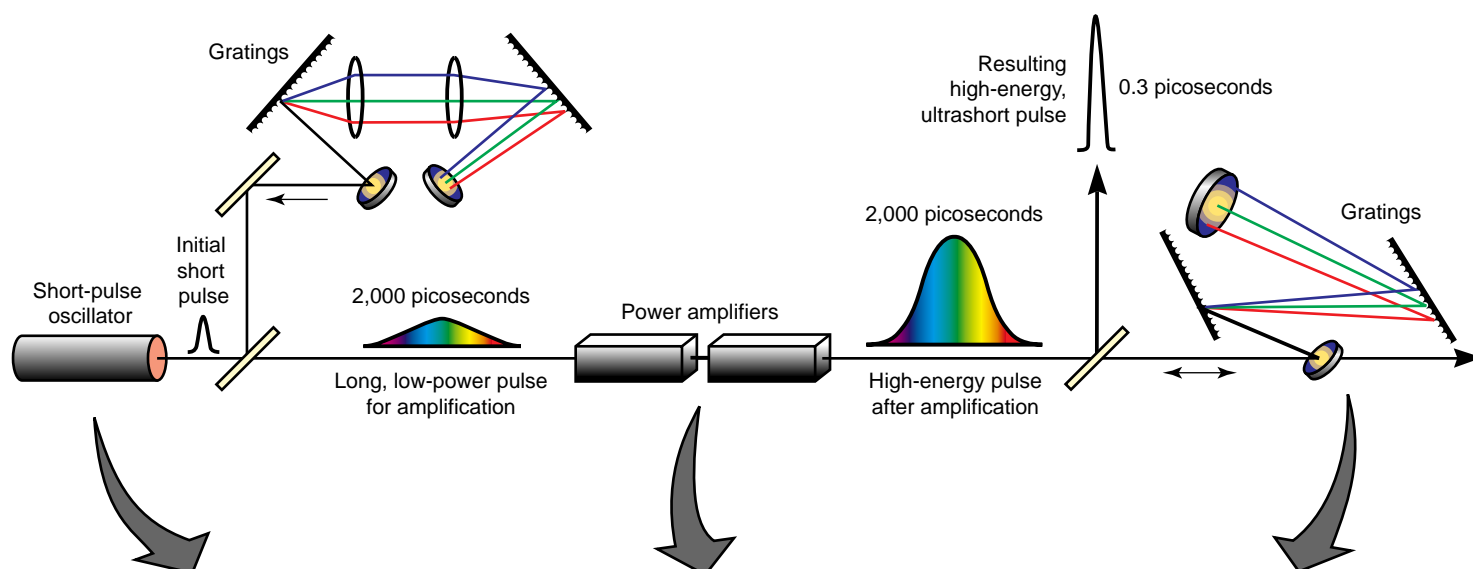 Gratings
Initial
short
pulse
Short-pulse
oscillator
2,000 picoseconds
Long, low-power pulse
for amplification
Power amplifiers
2,000 picoseconds
High-energy pulse
after amplification
Resulting
high-energy,
ultrashort pulse
0.3 picoseconds
Gratings